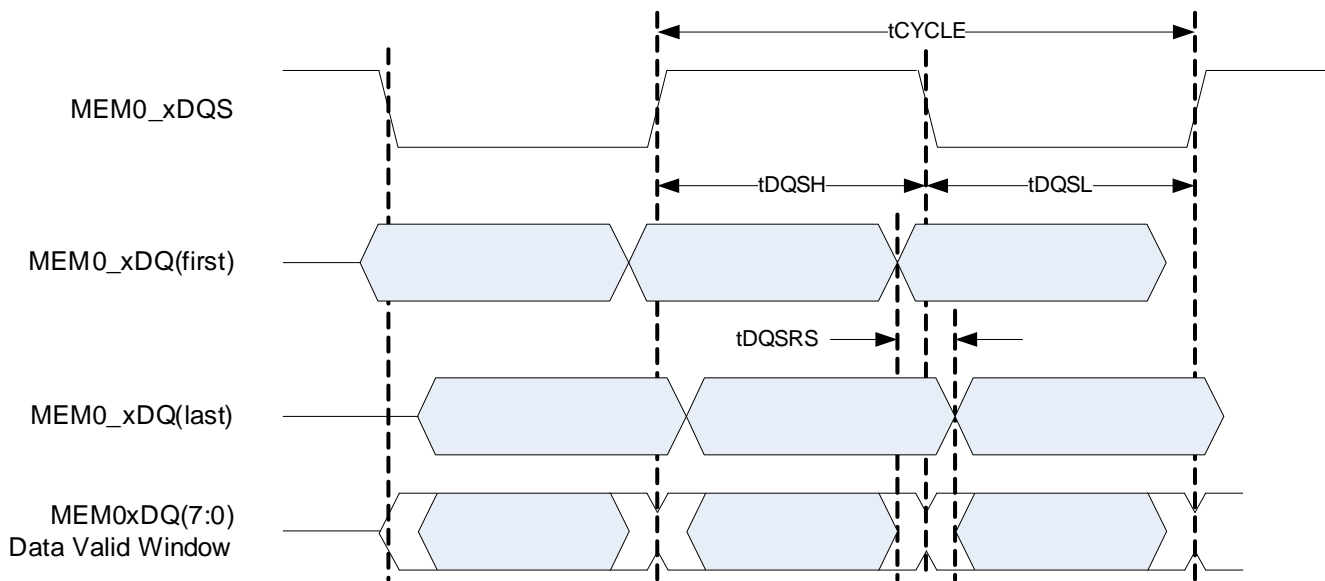 tCYCLE
MEM0_xDQS
tDQSH
tDQSL
MEM0_xDQ(first)
tDQSRS
MEM0_xDQ(last)
MEM0xDQ(7:0)
Data Valid Window